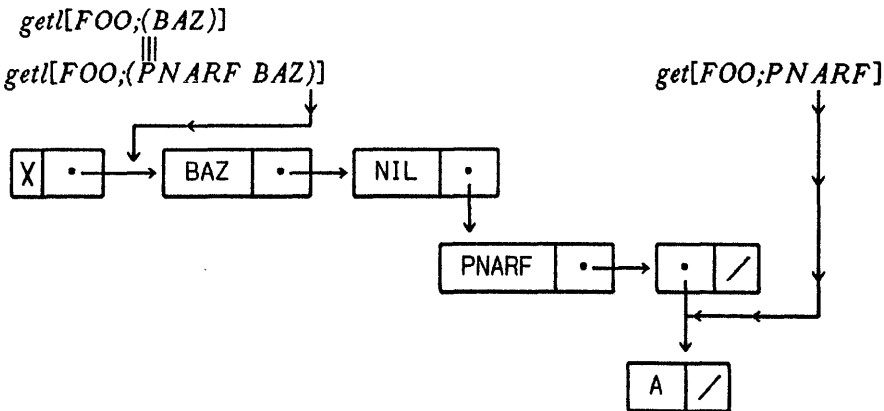 getl[FOO;(BAZ)]
getl[FOO;(PNARF BAZ)]
get[FOO;PNARF]
X
BAZ
NIL
PNARF
A